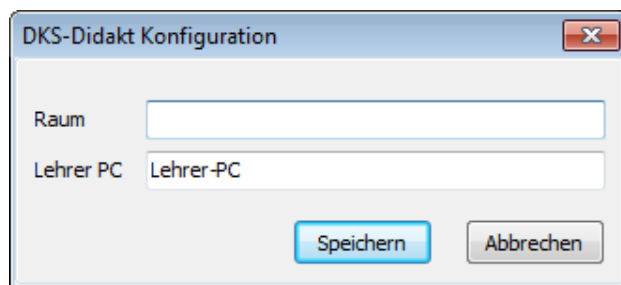 DKS-Didakt Konfiguration
Raum
Lehrer PC Lehrer-PC
Speichern Abbrechen